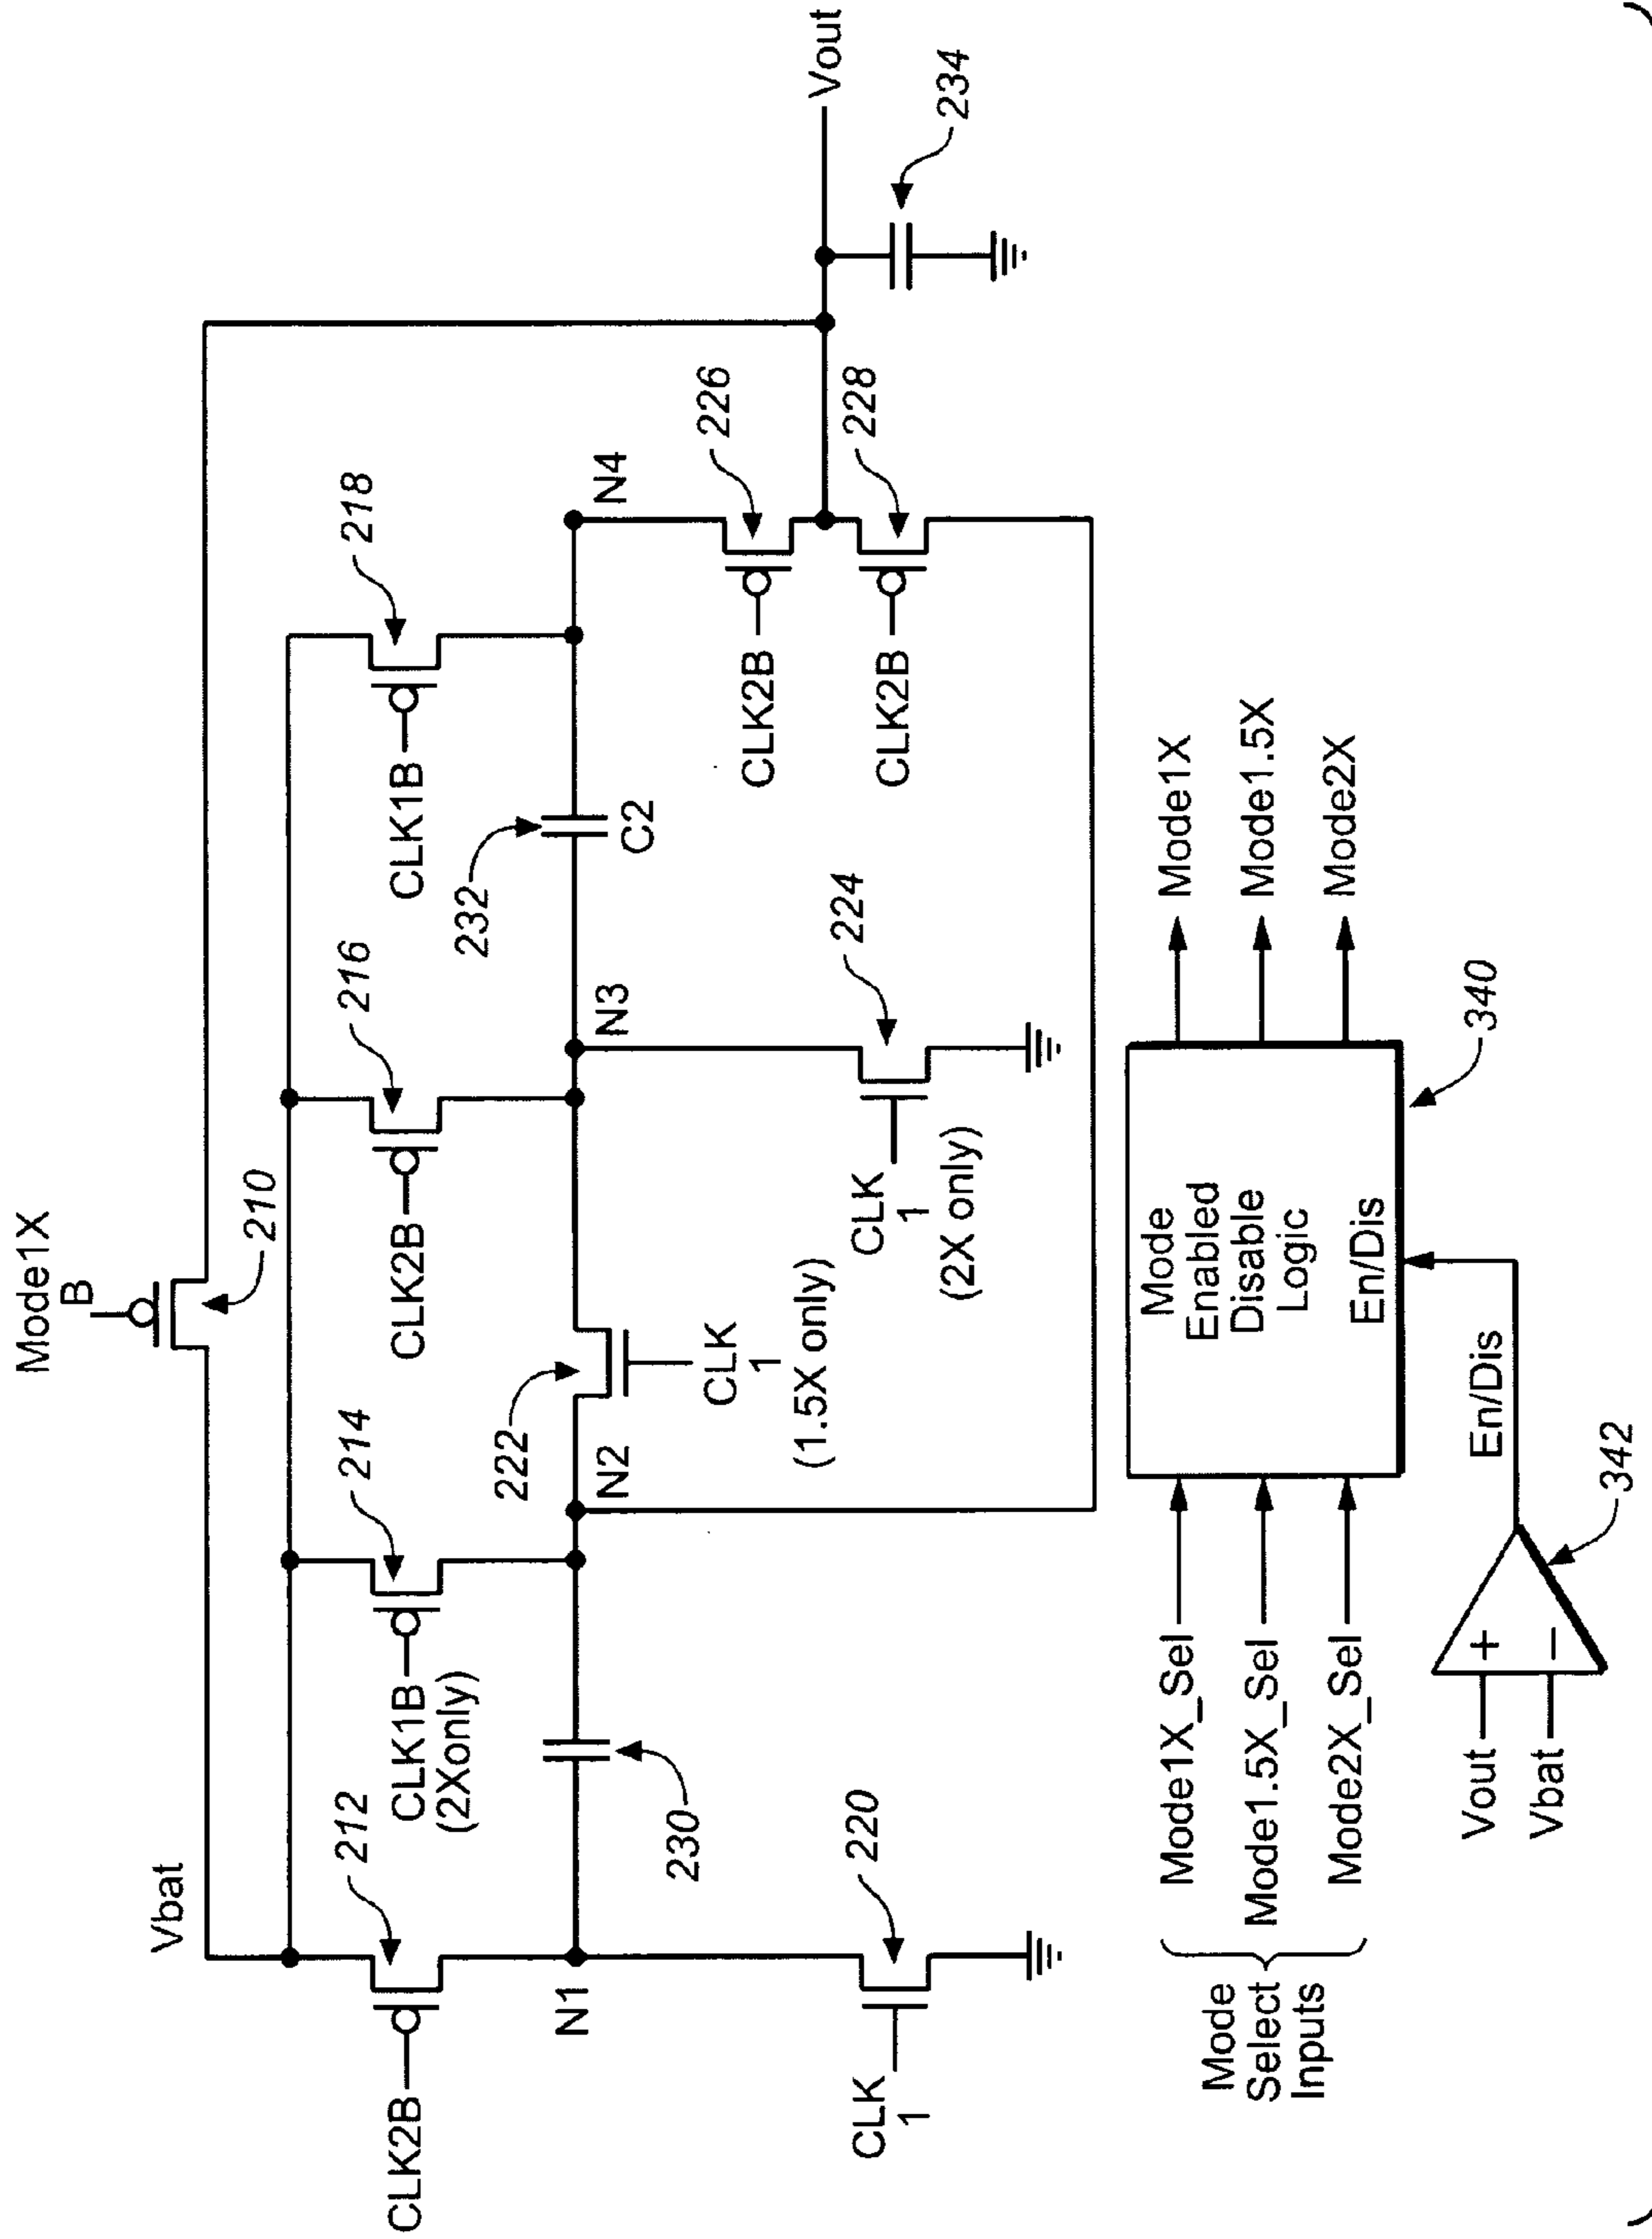 Mode1X
B
210
Vbat
212
214
216
218
CLK2B
CLK1B
(2Xonly)
CLK2B
CLK1B
N1
230
N2
222
N3
232
C2
N4
CLK
1
(1.5X only)
CLK
1
220
CLK
1
(2X only)
224
CLK2B
226
CLK2B
228
Vout
234
Mode
Select
Inputs
Mode1X_Sel
Mode1.5X_Sel
Mode2X_Sel
Mode
Enabled
Disable
Logic
En/Dis
Mode1X
Mode1.5X
Mode2X
340
En/Dis
Vout
Vbat
+
−
342